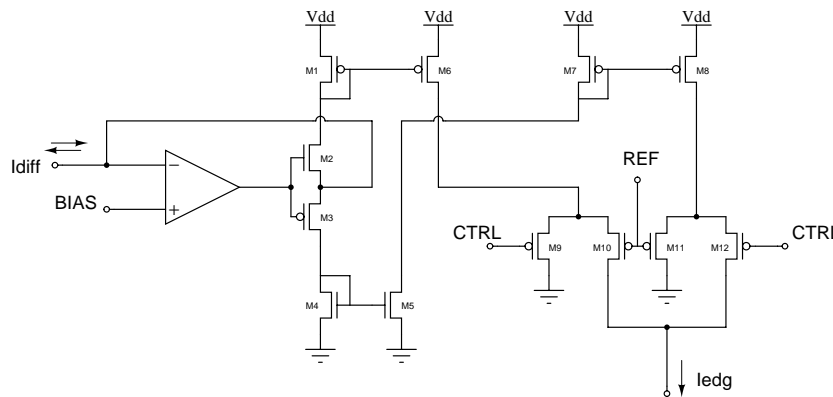 Vdd
Vdd
Vdd
Vdd
M1
M6
M7
M8
Idiff
M2
REF
BIAS
−
+
M3
CTRL
M9
M10
M11
M12
CTRL
M4
M5
Iedg